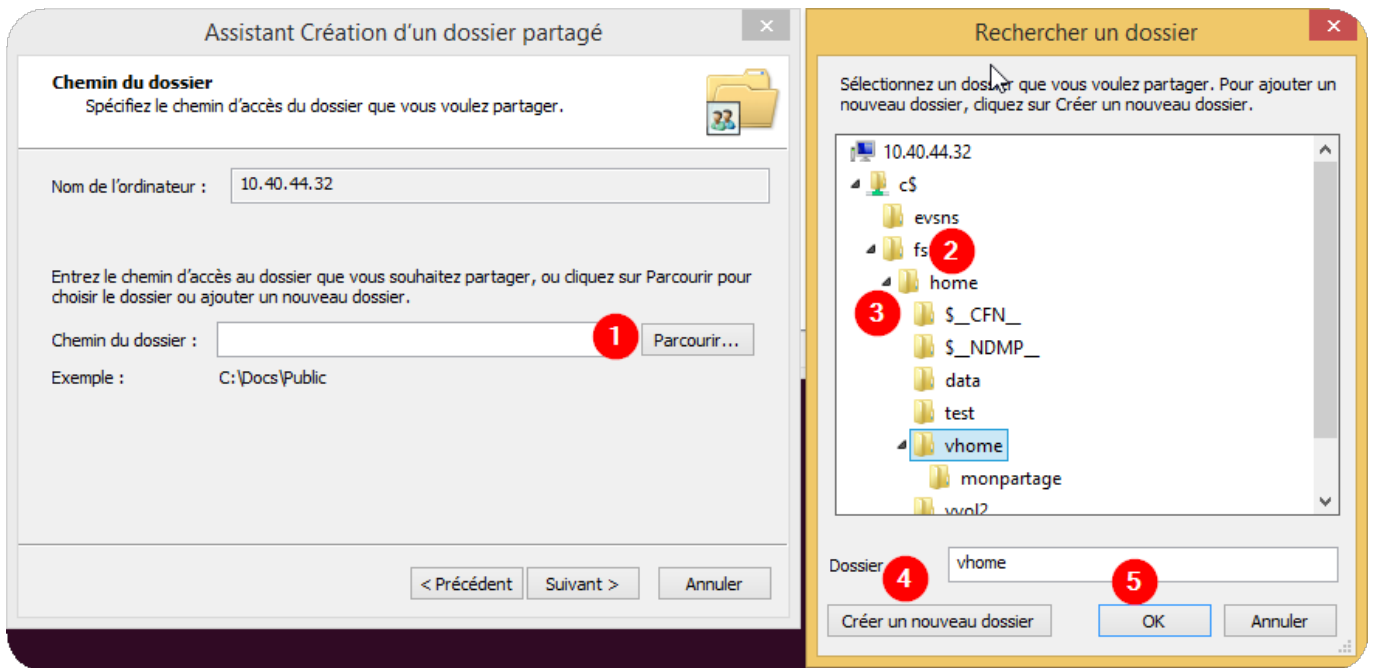 Assistant Création d'un dossier partagé
Chemin du dossier
Spécifiez le chemin d'accès du dossier que vous voulez partager.
Nom de l'ordinateur :
10.40.44.32
Entrez le chemin d'accès au dossier que vous souhaitez partager, ou cliquez sur Parcourir pour
choisir le dossier ou ajouter un nouveau dossier.
Chemin du dossier :
1
Parcourir...
Exemple :
C:\Docs\Public
< Précédent
Suivant >
Annuler
Rechercher un dossier
Sélectionnez un dossier que vous voulez partager. Pour ajouter un
nouveau dossier, cliquez sur Créer un nouveau dossier.
10.40.44.32
c$
evsns
fs
2
home
3
$__CFN__
$__NDMP__
data
test
vhome
monpartage
vvol2
Dossier
4
vhome
5
Créer un nouveau dossier
OK
Annuler